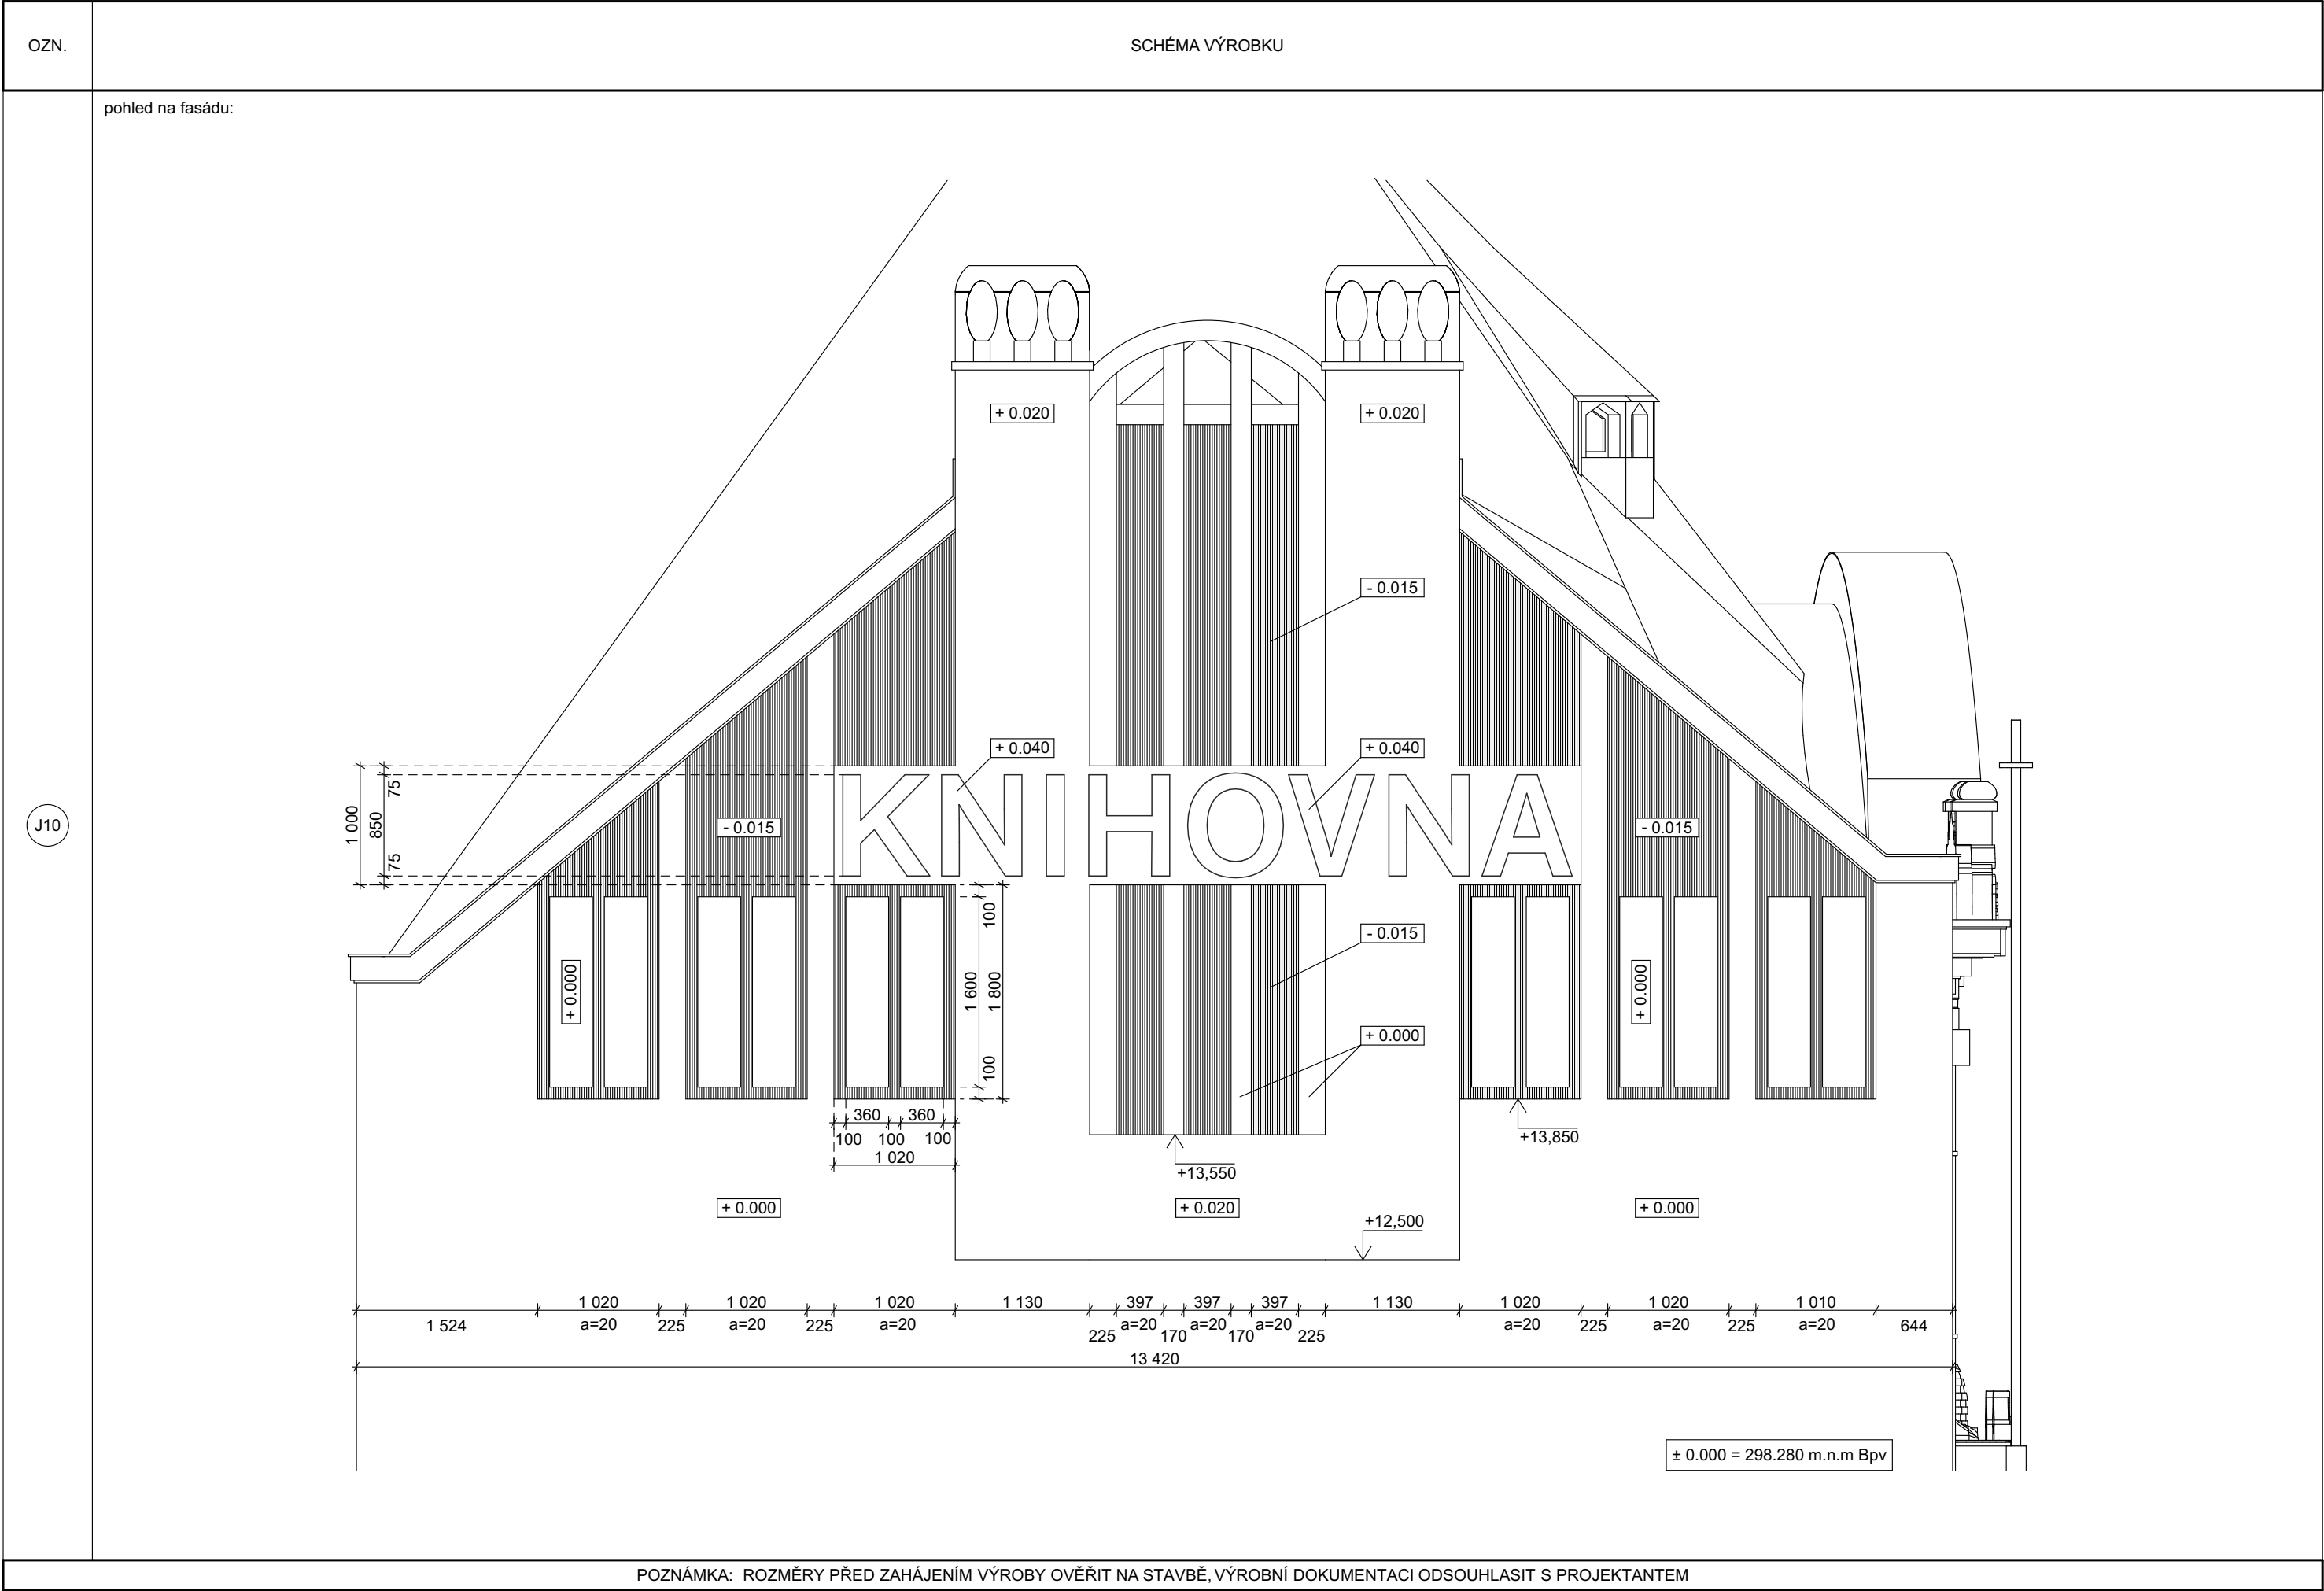 OZN.
SCHÉMA VÝROBKU
pohled na fasádu:
J10
+ 0.020
+ 0.020
- 0.015
+ 0.040
+ 0.040
1 000
850
75
75
- 0.015
KNIHOVNA
- 0.015
100
- 0.015
+ 0.000
1 600
1 800
+ 0.000
+ 0.000
100
360 360
100 100 100
1 020
+13,850
+13,550
+ 0.000
+ 0.020
+ 0.000
+12,500
1 020 1 020 1 020 1 130 397 397 397 1 130 1 020 1 020 1 010
1 524 a=20 225 a=20 225 a=20 a=20 a=20 a=20 a=20 225 a=20 225 a=20 644
225 170 170 225
13 420
± 0.000 = 298.280 m.n.m Bpv
POZNÁMKA: ROZMĚRY PŘED ZAHÁJENÍM VÝROBY OVĚŘIT NA STAVBĚ, VÝROBNÍ DOKUMENTACI ODSOUHLASIT S PROJEKTANTEM